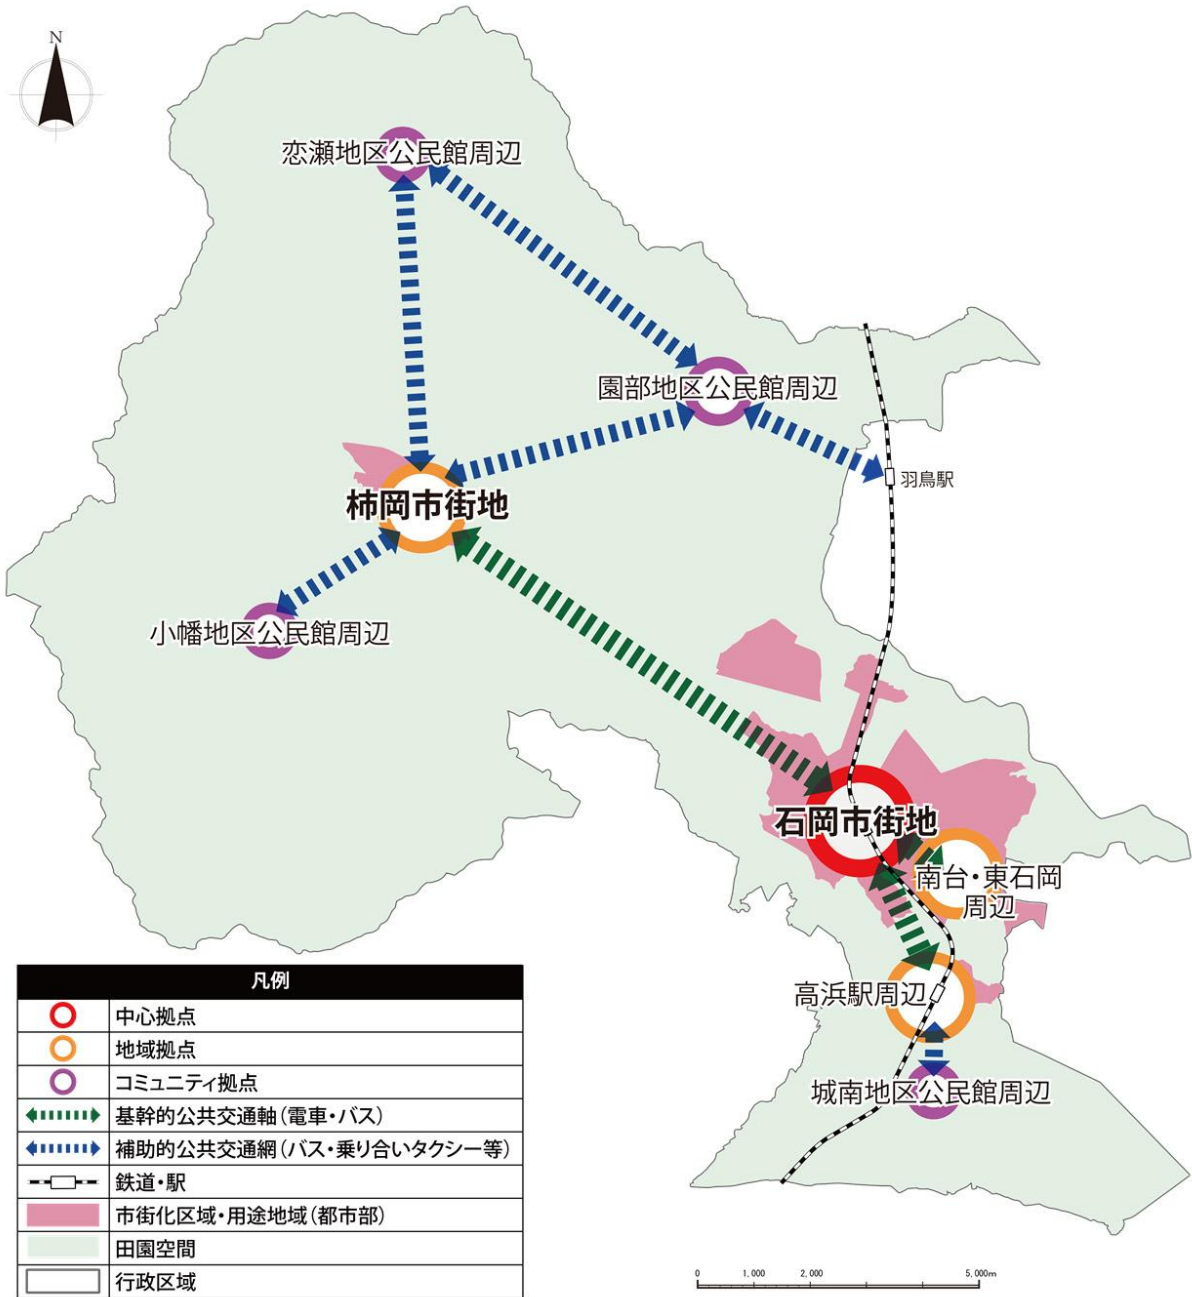 N
恋瀬地区公民館周辺
園部地区公民館周辺
羽鳥駅
柿岡市街地
小幡地区公民館周辺
石岡市街地
南台・東石岡
周辺
高浜駅周辺
城南地区公民館周辺
凡例
中心拠点
地域拠点
コミュニティ拠点
基幹的公共交通軸（電車・バス）
補助的公共交通網（バス・乗り合いタクシー等）
鉄道・駅
市街化区域・用途地域（都市部）
田園空間
行政区域
0 1,000 2,000 5,000m